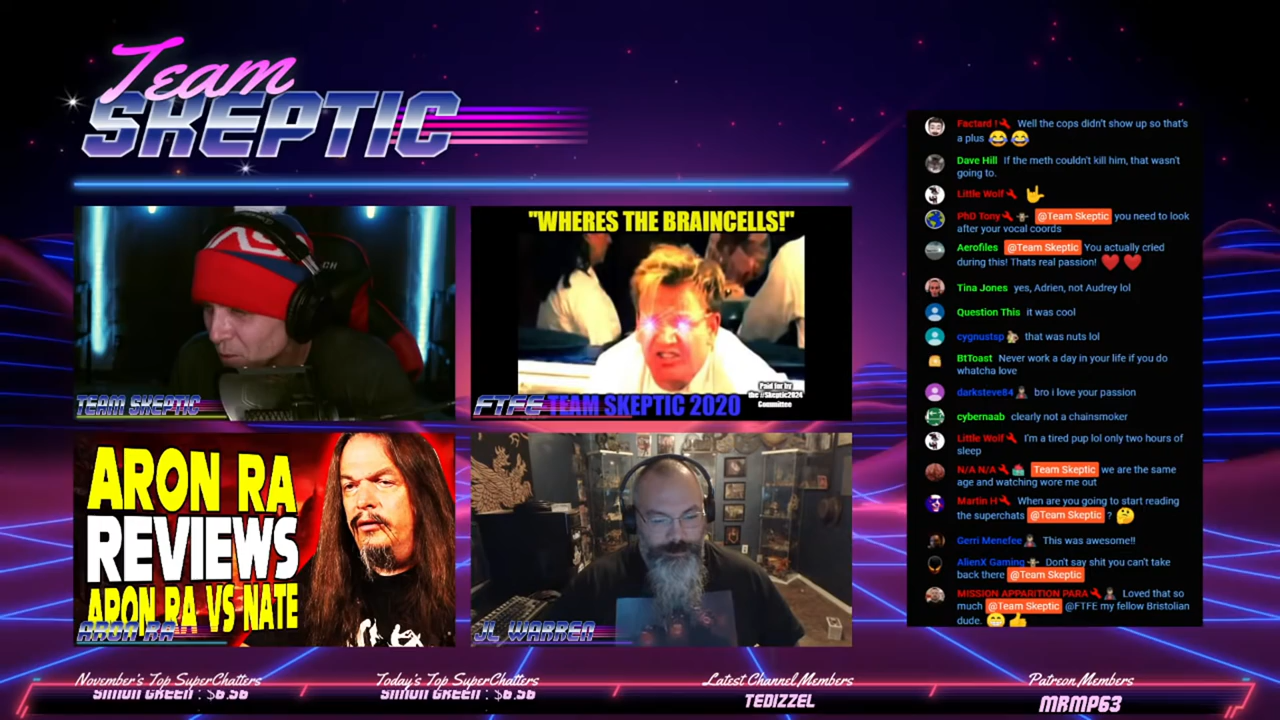 Team
SKEPTIC
TEAM SKEPTIC
"WHERES THE BRAINCELLS!"
Paid for by
the #Skeptic2024
Committee
FTFE
TEAM SKEPTIC 2020
ARON RA
REVIEWS
ARON RA VS NATE
ARON RA
JL WARREN
Factard ! Well the cops didn't show up so that's
a plus 😂 😂
Dave Hill If the meth couldn't kill him, that wasn't
going to.
Little Wolf 🤟
PhD Tony @Team Skeptic you need to look
after your vocal coords
Aerofiles @Team Skeptic You actually cried
during this! Thats real passion! ❤️ ❤️
Tina Jones yes, Adrien, not Audrey lol
Question This it was cool
cygnustsp that was nuts lol
BtToast Never work a day in your life if you do
whatcha love
darksteve84 bro i love your passion
cybernaab clearly not a chainsmoker
Little Wolf I'm a tired pup lol only two hours of
sleep
N/A N/A Team Skeptic we are the same
age and watching wore me out
Martin H When are you going to start reading
the superchats @Team Skeptic ? 🤔
Gerri Menefee This was awesome!!
AlienX Gaming Don't say shit you can't take
back there @Team Skeptic
MISSION APPARITION PARA Loved that so
much @Team Skeptic @FTFE my fellow Bristolian
dude. 😁 👍
November's Top SuperChatters
SIMON GREEN : $6.56
Today's Top SuperChatters
SIMON GREEN : $6.56
Latest Channel Members
TEDIZZEL
Patreon Members
MRMP63